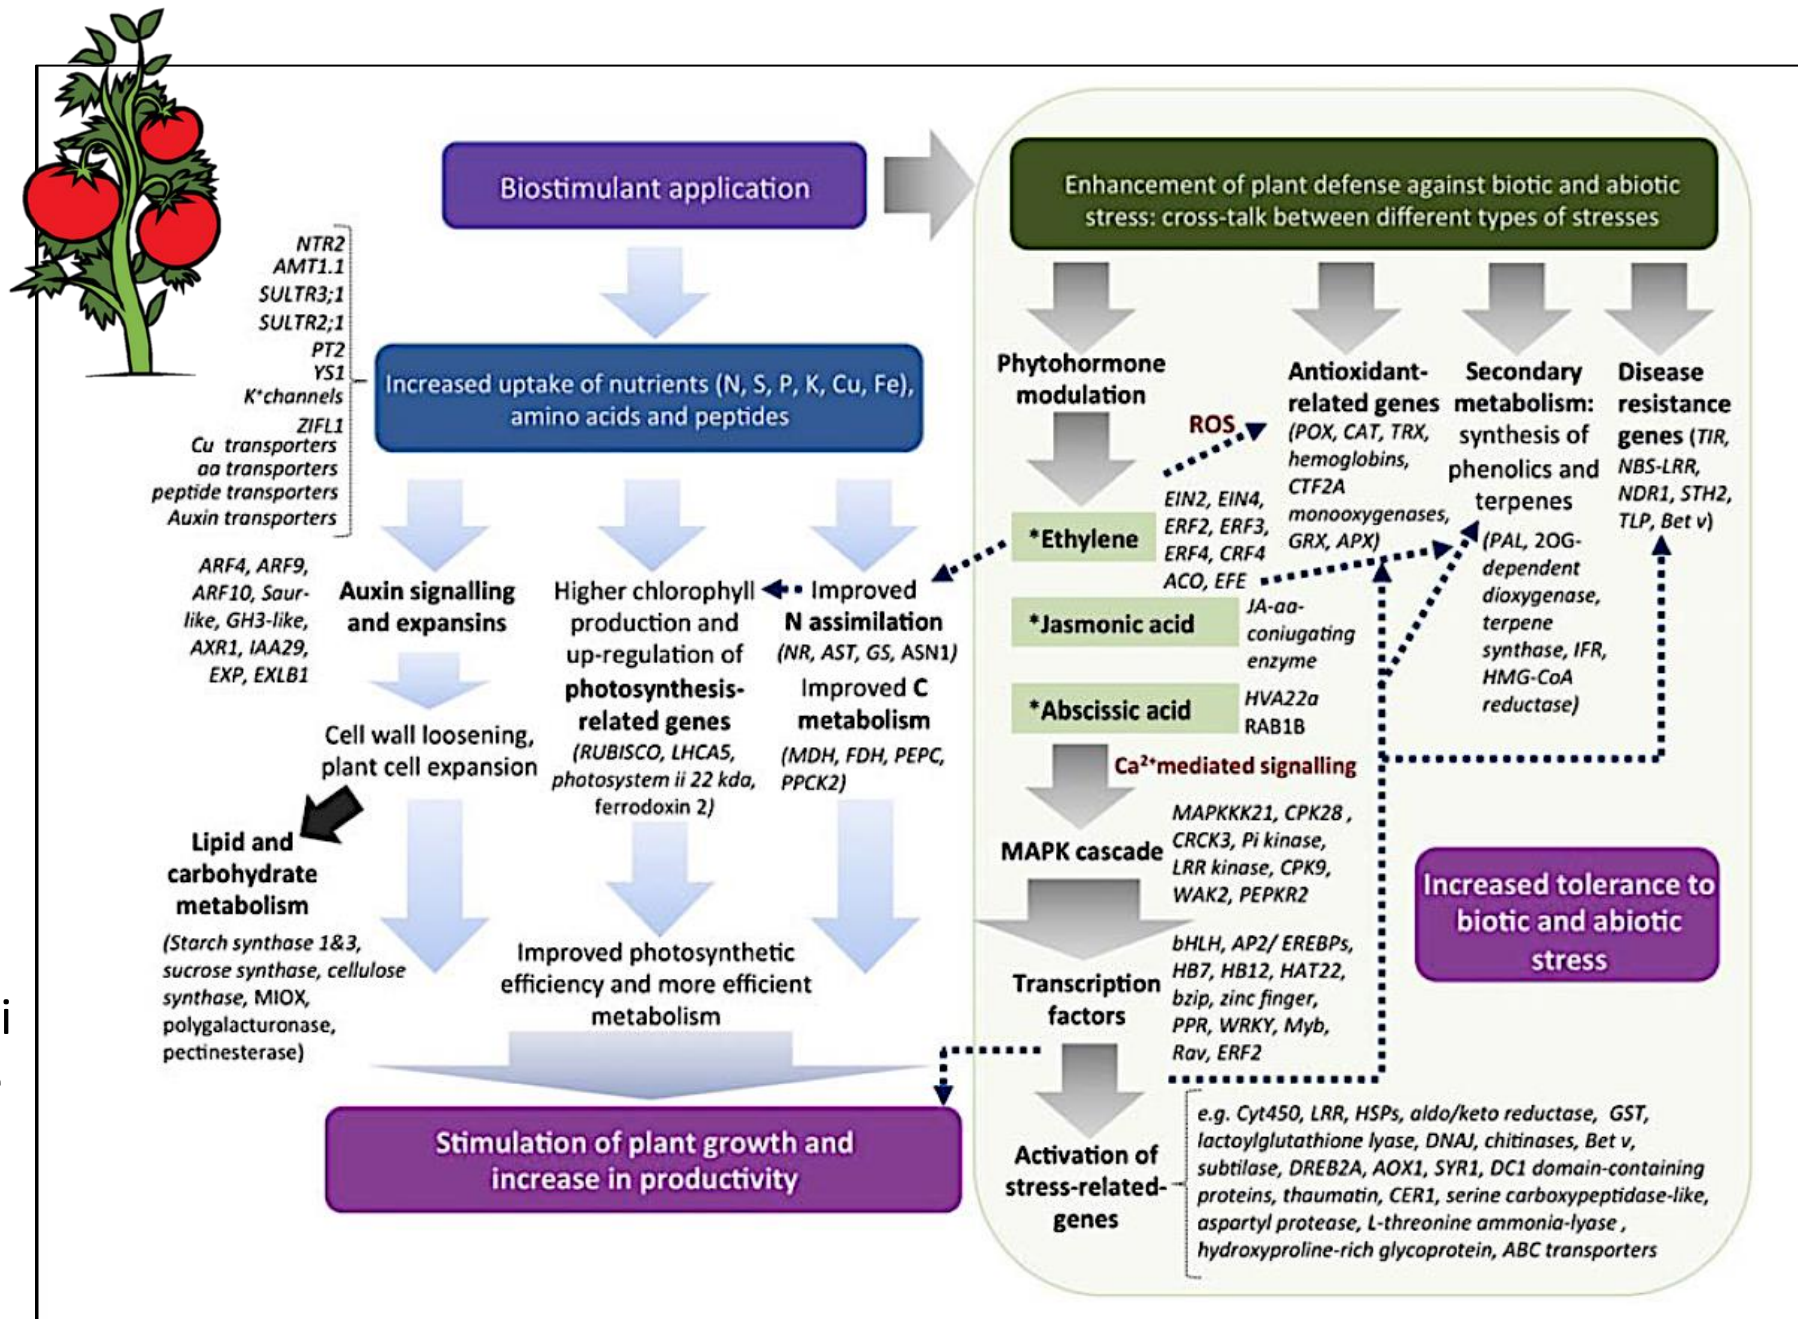 Biostimulant application
Enhancement of plant defense against biotic and abiotic
stress: cross-talk between different types of stresses
NTR2
AMT1.1
SULTR3;1
SULTR2;1
PT2
YS1
K⁺channels
ZIFL1
Cu transporters
aa transporters
peptide transporters
Auxin transporters
Increased uptake of nutrients (N, S, P, K, Cu, Fe),
amino acids and peptides
ARF4, ARF9,
ARF10, Saur-
like, GH3-like,
AXR1, IAA29,
EXP, EXLB1
Auxin signalling
and expansins
Cell wall loosening,
plant cell expansion
Lipid and
carbohydrate
metabolism
(Starch synthase 1&3,
sucrose synthase, cellulose
synthase, MIOX,
polygalacturonase,
pectinesterase)
Higher chlorophyll
production and
up-regulation of
photosynthesis-
related genes
(RUBISCO, LHCA5,
photosystem ii 22 kda,
ferrodoxin 2)
Improved
N assimilation
(NR, AST, GS, ASN1)
Improved C
metabolism
(MDH, FDH, PEPC,
PPCK2)
Improved photosynthetic
efficiency and more efficient
metabolism
Stimulation of plant growth and
increase in productivity
Phytohormone
modulation
ROS
*Ethylene
EIN2, EIN4,
ERF2, ERF3,
ERF4, CRF4
ACO, EFE
*Jasmonic acid
JA-aa-
coniugating
enzyme
*Abscissic acid
HVA22a
RAB1B
Ca²⁺mediated signalling
MAPK cascade
MAPKKK21, CPK28 ,
CRCK3, Pi kinase,
LRR kinase, CPK9,
WAK2, PEPKR2
Transcription
factors
bHLH, AP2/ EREBPs,
HB7, HB12, HAT22,
bzip, zinc finger,
PPR, WRKY, Myb,
Rav, ERF2
Activation of
stress-related-
genes
e.g. Cyt450, LRR, HSPs, aldo/keto reductase, GST,
lactoylglutathione lyase, DNAJ, chitinases, Bet v,
subtilase, DREB2A, AOX1, SYR1, DC1 domain-containing
proteins, thaumatin, CER1, serine carboxypeptidase-like,
aspartyl protease, L-threonine ammonia-lyase ,
hydroxyproline-rich glycoprotein, ABC transporters
Antioxidant-
related genes
(POX, CAT, TRX,
hemoglobins,
CTF2A
monooxygenases,
GRX, APX)
Secondary
metabolism:
synthesis of
phenolics and
terpenes
(PAL, 2OG-
dependent
dioxygenase,
terpene
synthase, IFR,
HMG-CoA
reductase)
Disease
resistance
genes (TIR,
NBS-LRR,
NDR1, STH2,
TLP, Bet v)
Increased tolerance to
biotic and abiotic
stress
i